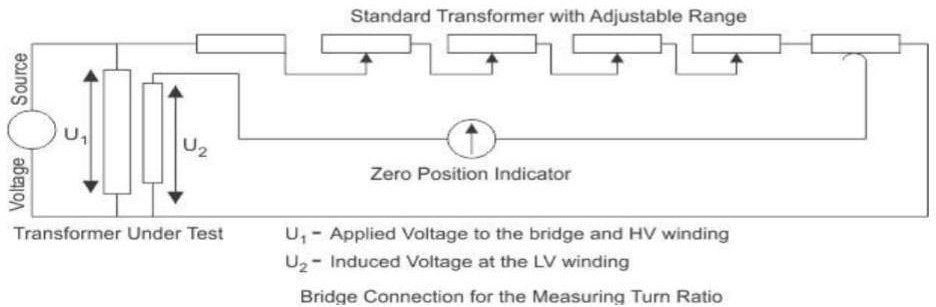 Standard Transformer with Adjustable Range
Voltage Source
U₁
U₂
Zero Position Indicator
Transformer Under Test
U₁ - Applied Voltage to the bridge and HV winding
U₂ - Induced Voltage at the LV winding
Bridge Connection for the Measuring Turn Ratio